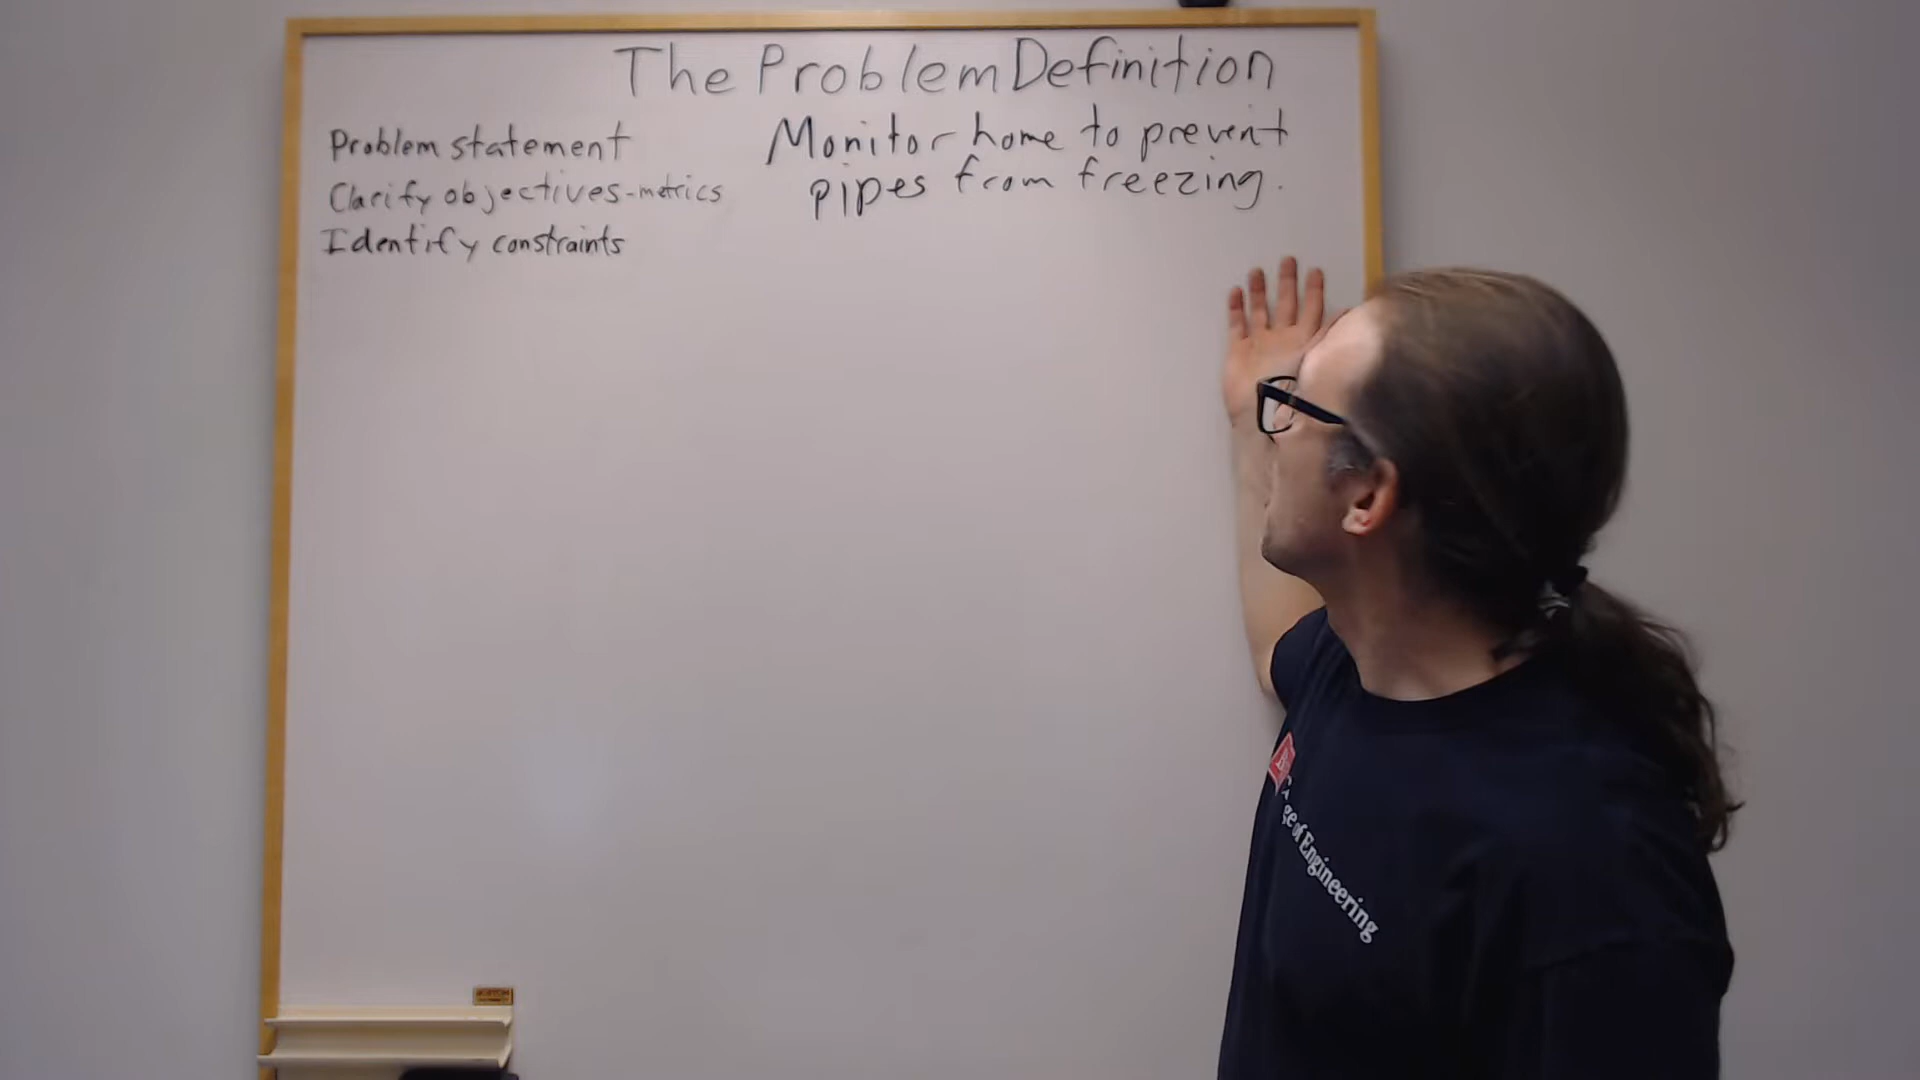 The Problem Definition
Problem statement
Clarify objectives-metrics
Identify constraints
Monitor home to prevent
pipes from freezing.
ge of Engineering